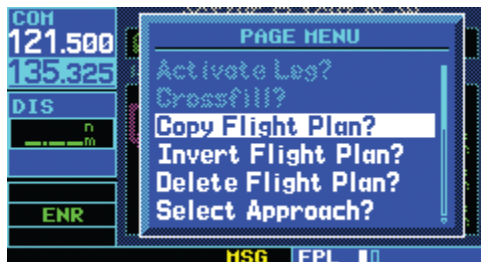 COM
121.500
135.325
DIS
n
m
ENR
PAGE MENU
Activate Leg?
Crossfill?
Copy Flight Plan?
Invert Flight Plan?
Delete Flight Plan?
Select Approach?
MSG FPL